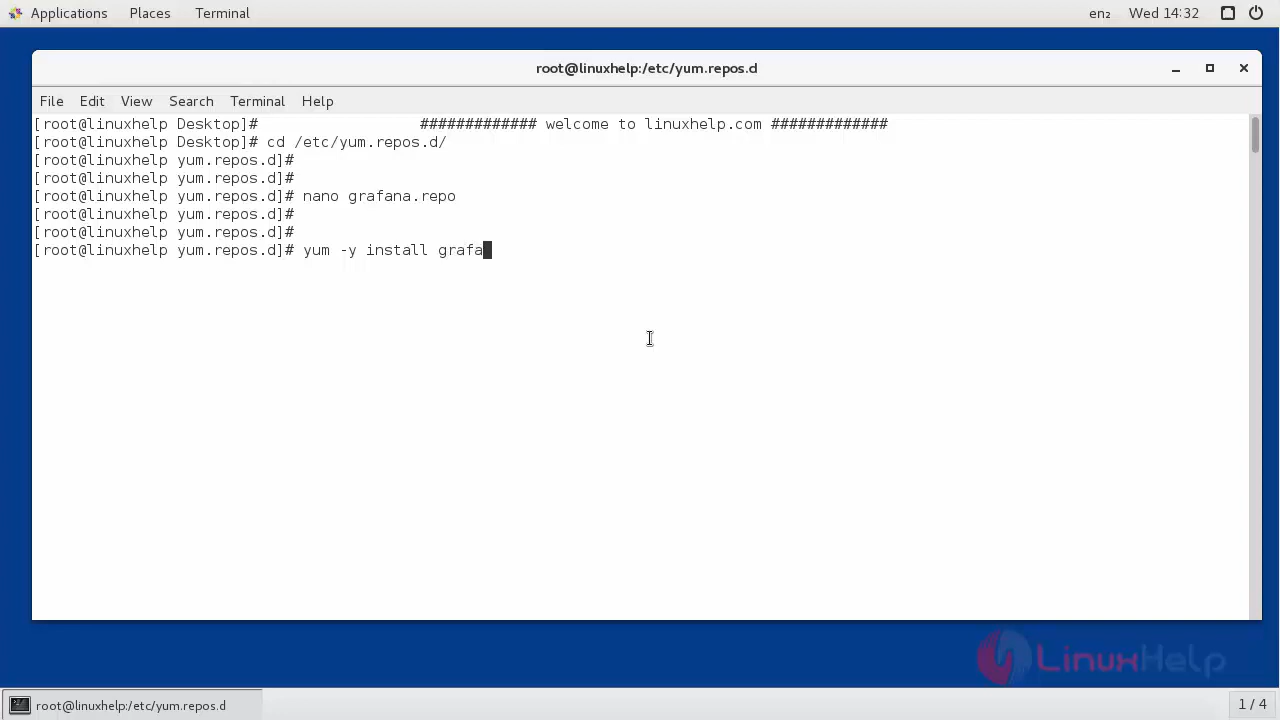 Applications Places Terminal en₂ Wed 14:32
root@linuxhelp:/etc/yum.repos.d
File Edit View Search Terminal Help
[root@linuxhelp Desktop]# ############# welcome to linuxhelp.com #############
[root@linuxhelp Desktop]# cd /etc/yum.repos.d/
[root@linuxhelp yum.repos.d]#
[root@linuxhelp yum.repos.d]#
[root@linuxhelp yum.repos.d]# nano grafana.repo
[root@linuxhelp yum.repos.d]#
[root@linuxhelp yum.repos.d]#
[root@linuxhelp yum.repos.d]# yum -y install grafa
LinuxHelp
root@linuxhelp:/etc/yum.repos.d 1 / 4